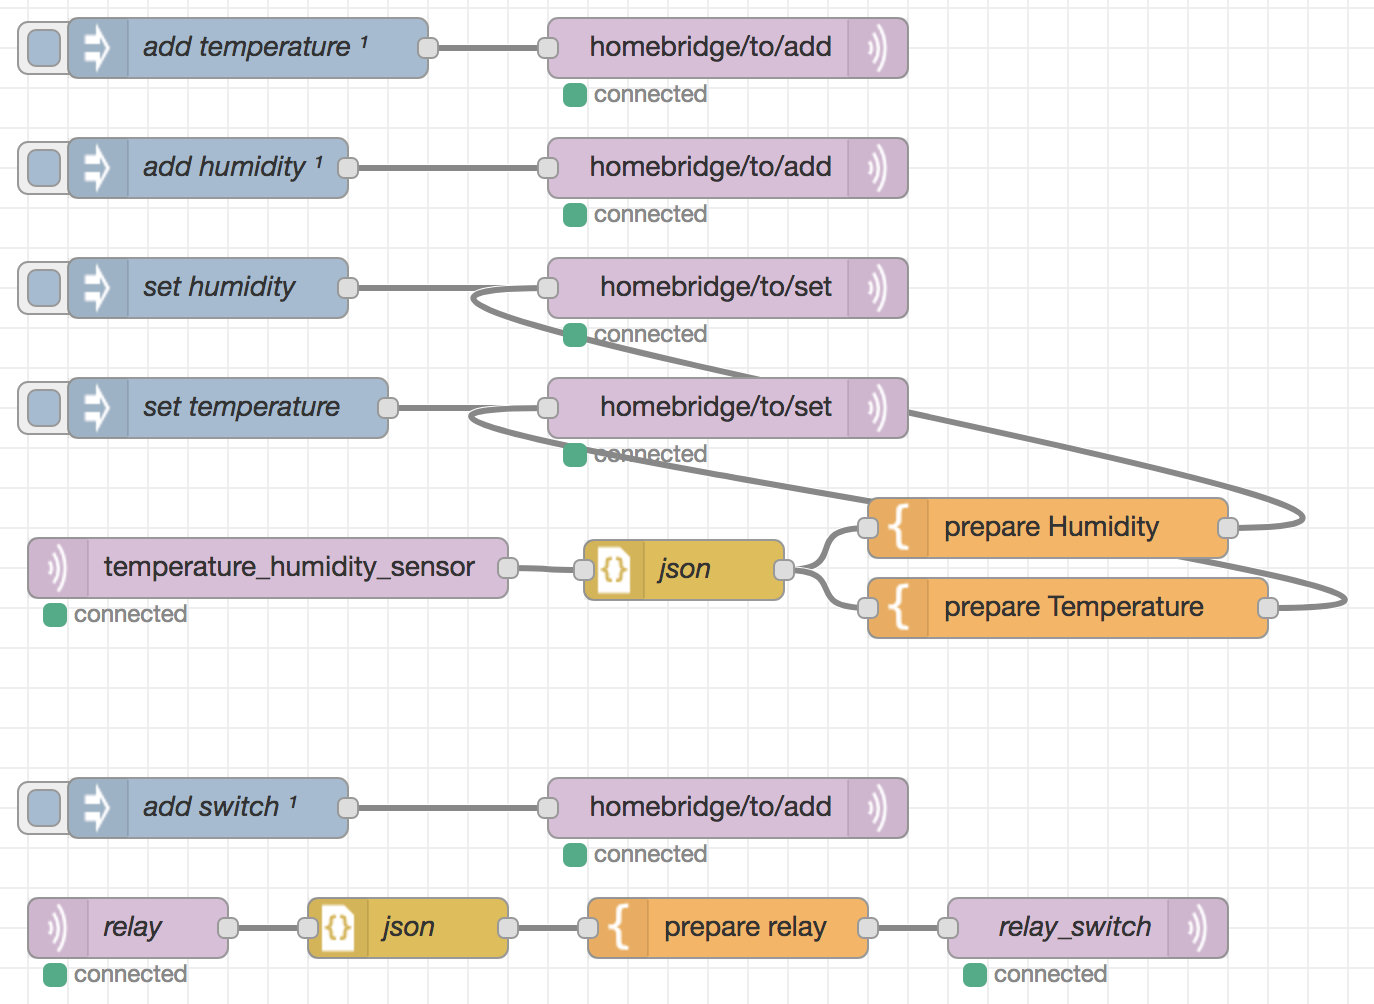 add temperature ¹
homebridge/to/add
connected
add humidity ¹
homebridge/to/add
connected
set humidity
homebridge/to/set
connected
set temperature
homebridge/to/set
connected
prepare Humidity
temperature_humidity_sensor
json
connected
prepare Temperature
add switch ¹
homebridge/to/add
connected
relay
json
prepare relay
relay_switch
connected
connected